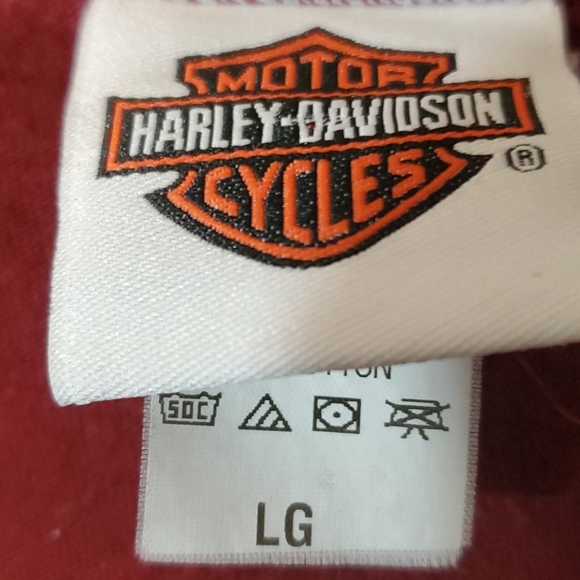 MOTOR
HARLEY-DAVIDSON
CYCLES
®
50C
LG